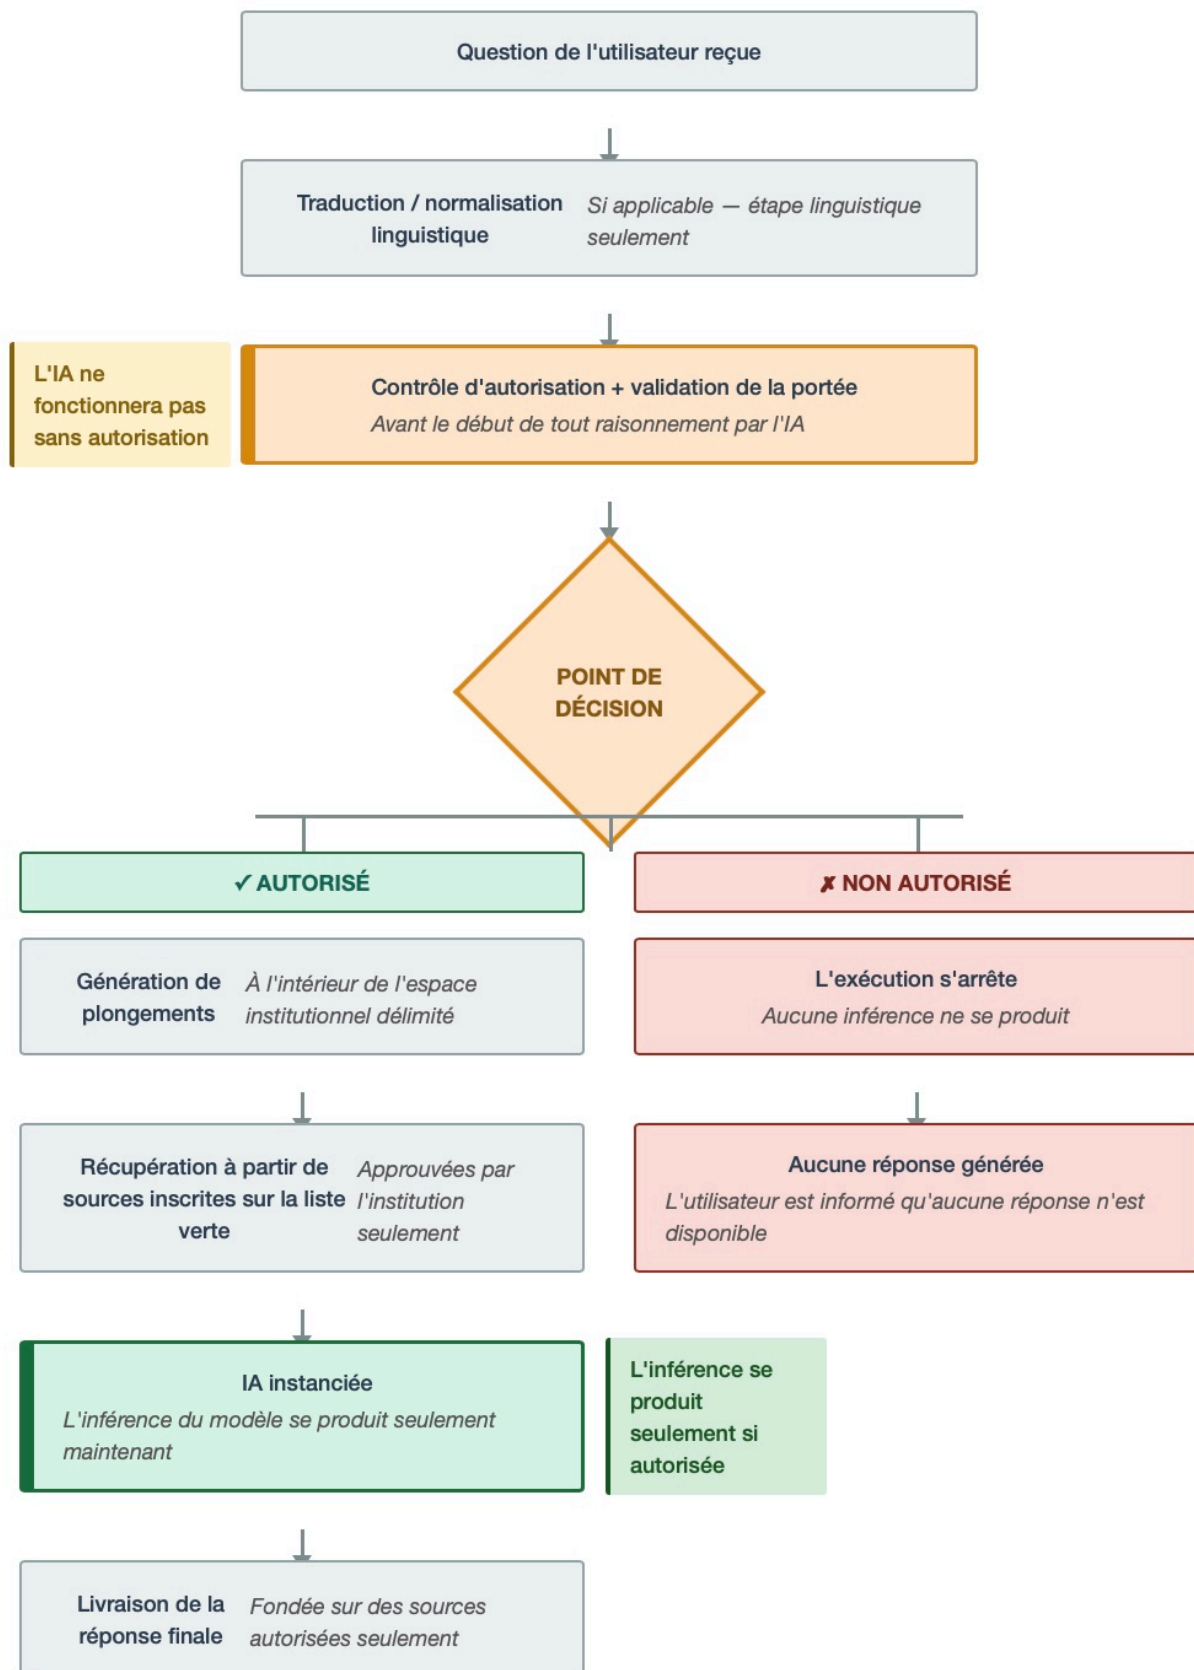 Question de l'utilisateur reçue
Traduction / normalisation
linguistique
Si applicable — étape linguistique
seulement
L'IA ne
fonctionnera pas
sans autorisation
Contrôle d'autorisation + validation de la portée
Avant le début de tout raisonnement par l'IA
POINT DE
DÉCISION
✓ AUTORISÉ
✗ NON AUTORISÉ
Génération de
plongements
À l'intérieur de l'espace
institutionnel délimité
L'exécution s'arrête
Aucune inférence ne se produit
Récupération à partir de
sources inscrites sur la liste
verte
Approuvées par
l'institution
seulement
Aucune réponse générée
L'utilisateur est informé qu'aucune réponse n'est
disponible
IA instanciée
L'inférence du modèle se produit seulement
maintenant
L'inférence se
produit
seulement si
autorisée
Livraison de la
réponse finale
Fondée sur des sources
autorisées seulement